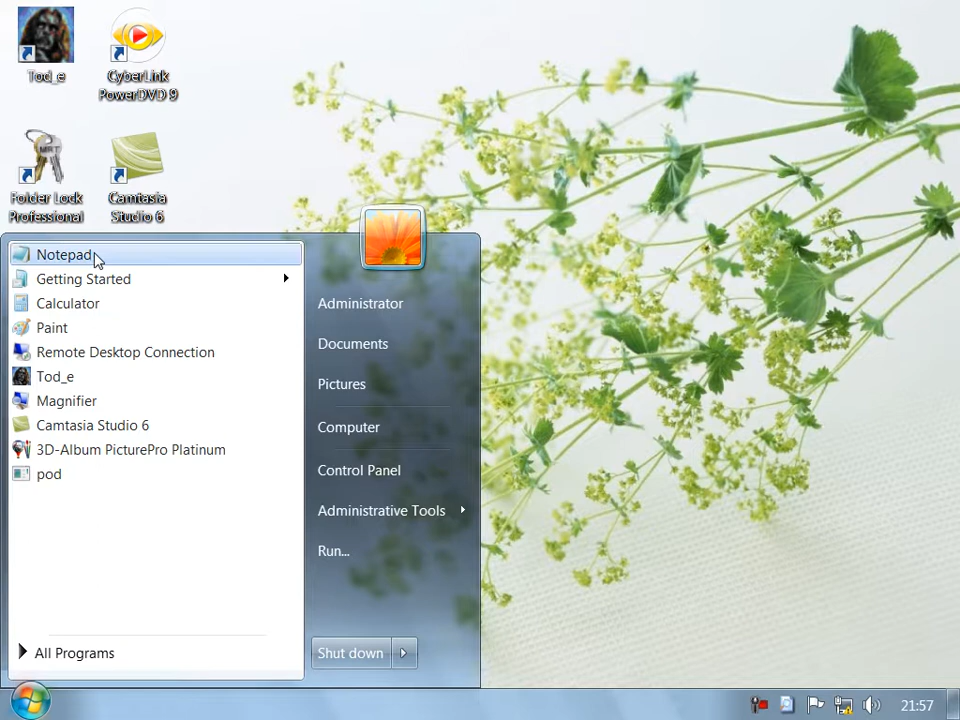 Tod_e
CyberLink
PowerDVD 9
MRT
Folder Lock
Professional
Camtasia
Studio 6
Notepad
Getting Started
Calculator
Paint
Remote Desktop Connection
Tod_e
Magnifier
Camtasia Studio 6
3D-Album PicturePro Platinum
pod
All Programs
Administrator
Documents
Pictures
Computer
Control Panel
Administrative Tools
Run...
Shut down
21:57